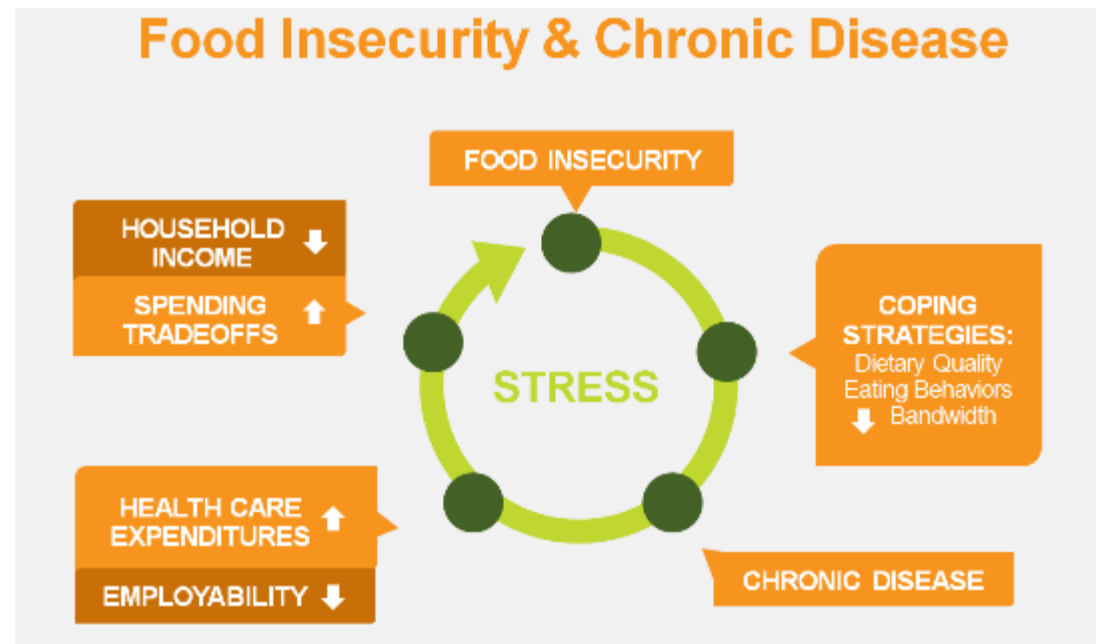 Food Insecurity & Chronic Disease
FOOD INSECURITY
HOUSEHOLD
INCOME
SPENDING
TRADEOFFS
COPING
STRATEGIES:
Dietary Quality
Eating Behaviors
Bandwidth
STRESS
HEALTH CARE
EXPENDITURES
EMPLOYABILITY
CHRONIC DISEASE